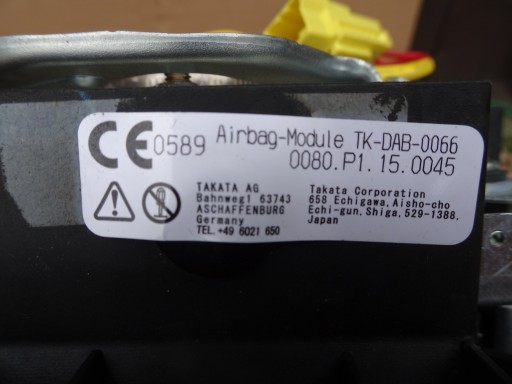 CE 0589 Airbag-Module TK-DAB-0066
0080.P1.15.0045
TAKATA AG
Bahnweg1 63743
ASCHAFFENBURG
Germany
TEL.+49 6021 650
Takata Corporation
658 Echigawa,Aisho-cho
Echi-gun,Shiga.529-1388,
Japan